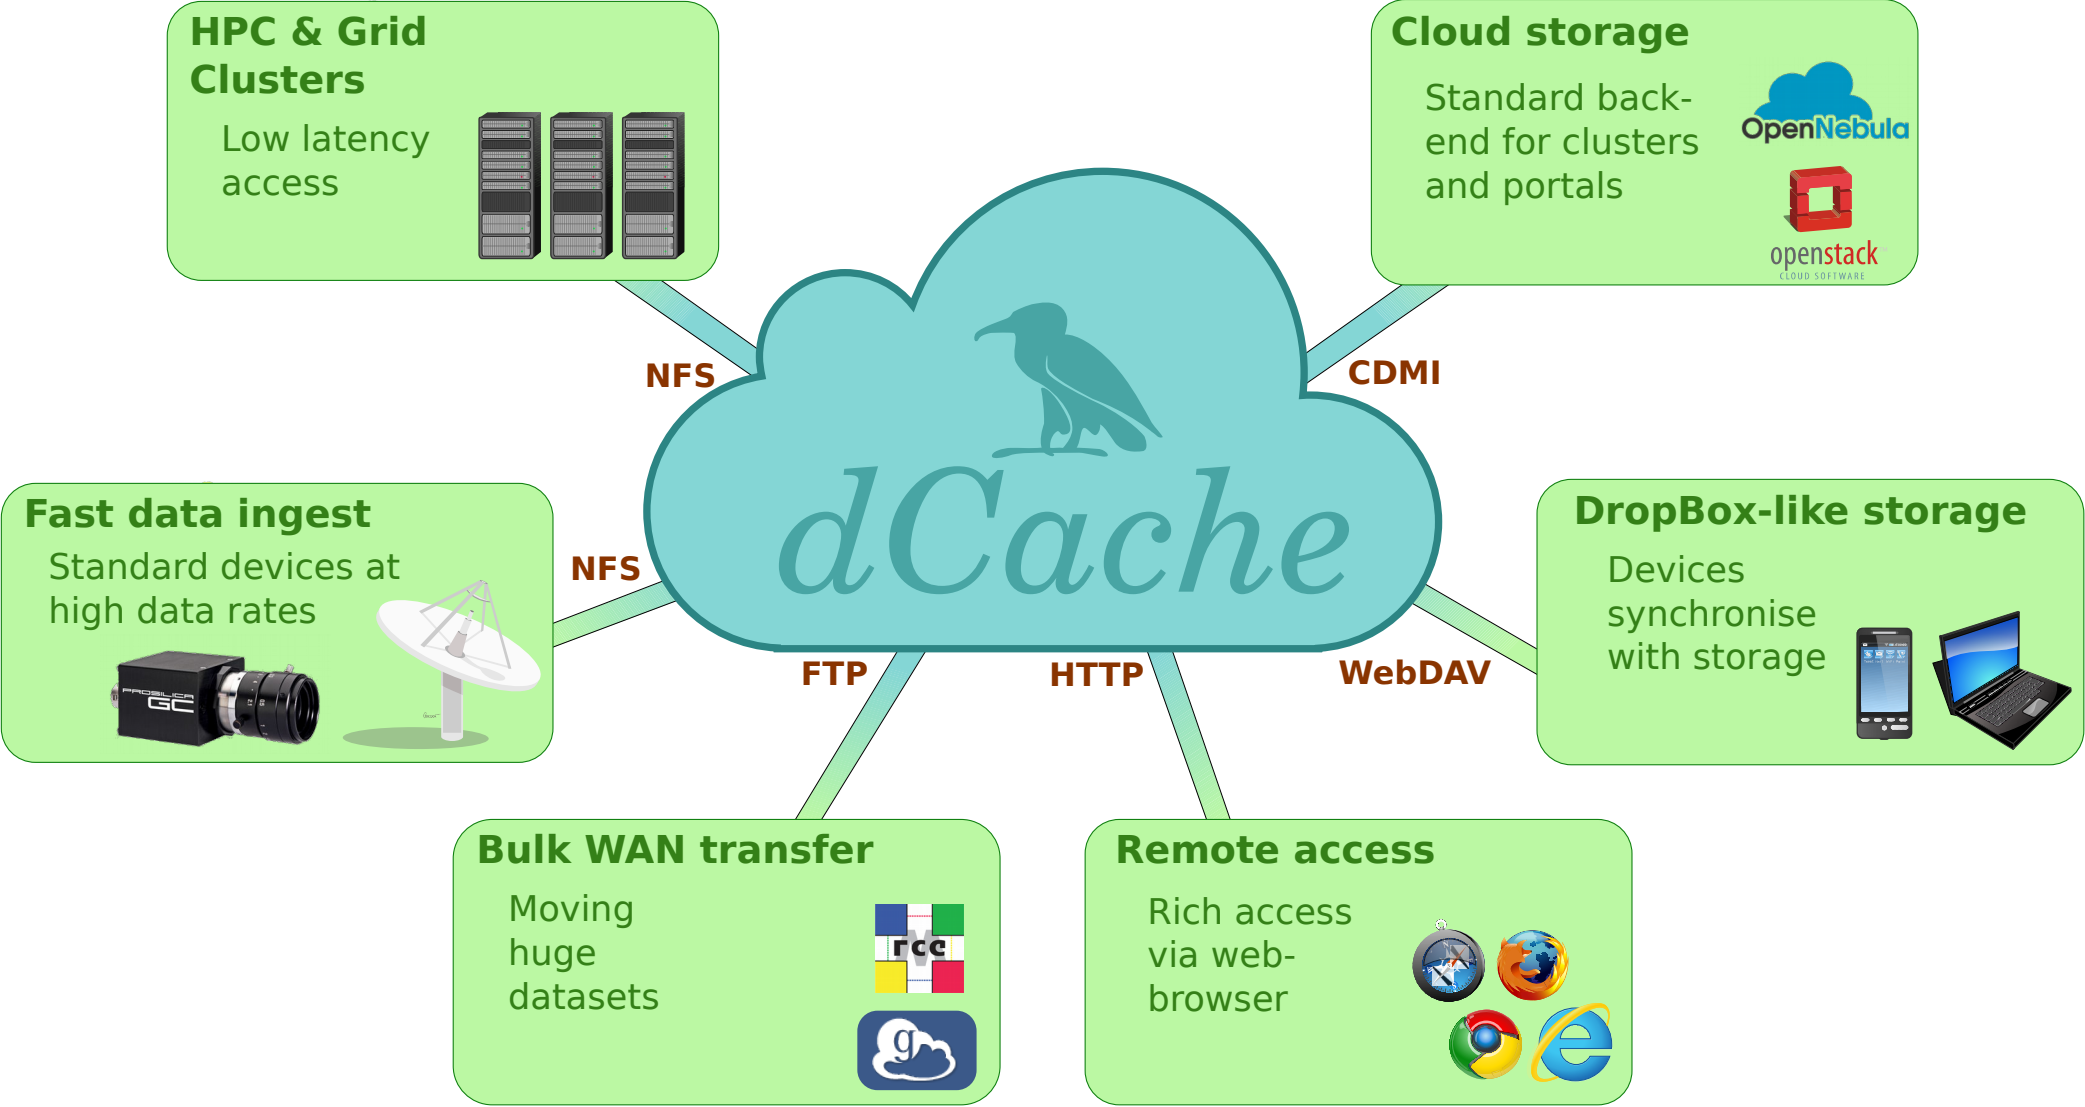 HPC & Grid
Clusters
Low latency
access
Cloud storage
Standard back-
end for clusters
and portals
OpenNebula
openstack
CLOUD SOFTWARE
NFS
CDMI
dCache
Fast data ingest
Standard devices at
high data rates
PROSILICA
GC
NFS
DropBox-like storage
Devices
synchronise
with storage
FTP
HTTP
WebDAV
Bulk WAN transfer
Moving
huge
datasets
rcc
g
Remote access
Rich access
via web-
browser